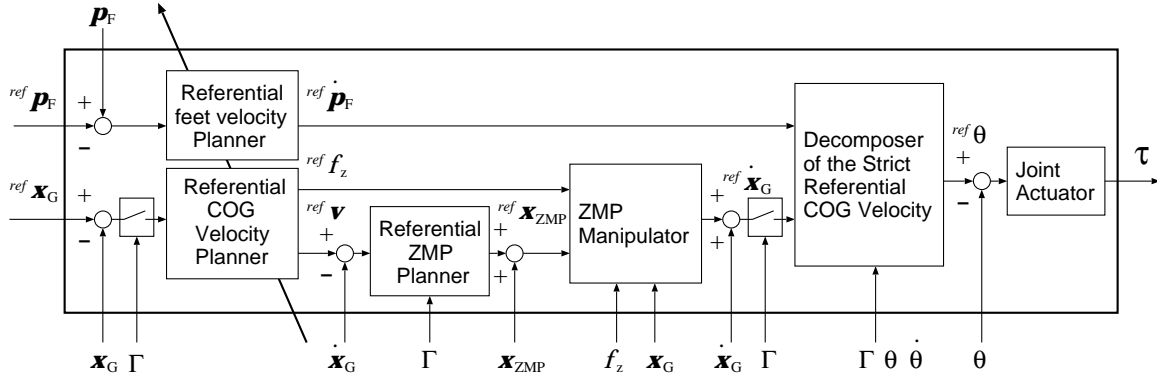 p_F
ref p_F
+
−
Referential
feet velocity
Planner
ref ṗ_F
ref x_G
+
−
Referential
COG
Velocity
Planner
ref f_z
ref v
+
−
Referential
ZMP
Planner
ref x_ZMP
+
+
ZMP
Manipulator
ref ẋ_G
+
+
Decomposer
of the Strict
Referential
COG Velocity
ref θ
+
−
Joint
Actuator
τ
x_G Γ ẋ_G Γ x_ZMP f_z x_G ẋ_G Γ Γ θ θ̇ θ